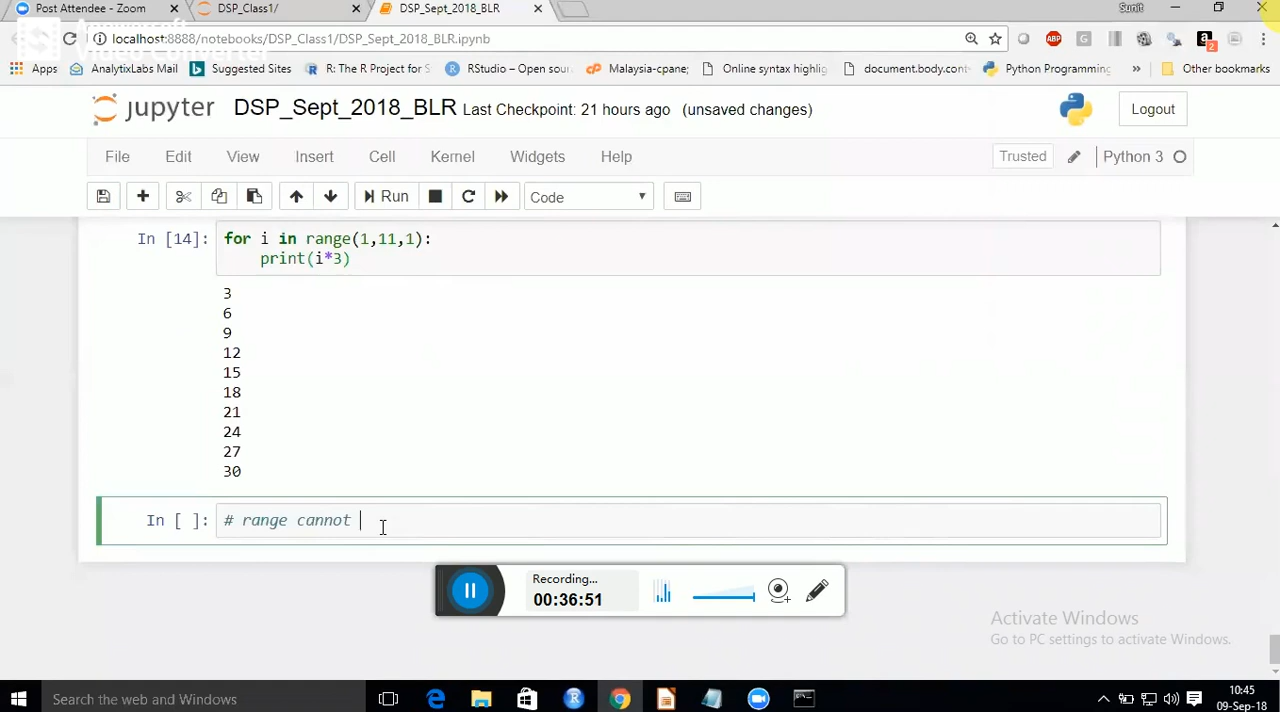 Post Attendee - Zoom
DSP_Class1/
DSP_Sept_2018_BLR
Sunit
localhost:8888/notebooks/DSP_Class1/DSP_Sept_2018_BLR.ipynb
Apps
AnalytixLabs Mail
Suggested Sites
R: The R Project for S
RStudio – Open sou
Malaysia-cpane;
Online syntax highlig
document.body.cont
Python Programming
»
Other bookmarks
jupyter
DSP_Sept_2018_BLR Last Checkpoint: 21 hours ago (unsaved changes)
Logout
File Edit View Insert Cell Kernel Widgets Help
Trusted
Python 3
Run
Code
In [14]: for i in range(1,11,1):
print(i*3)
3
6
9
12
15
18
21
24
27
30
In [ ]: # range cannot
Recording...
00:36:51
Activate Windows
Go to PC settings to activate Windows.
Search the web and Windows
10:45
09-Sep-18